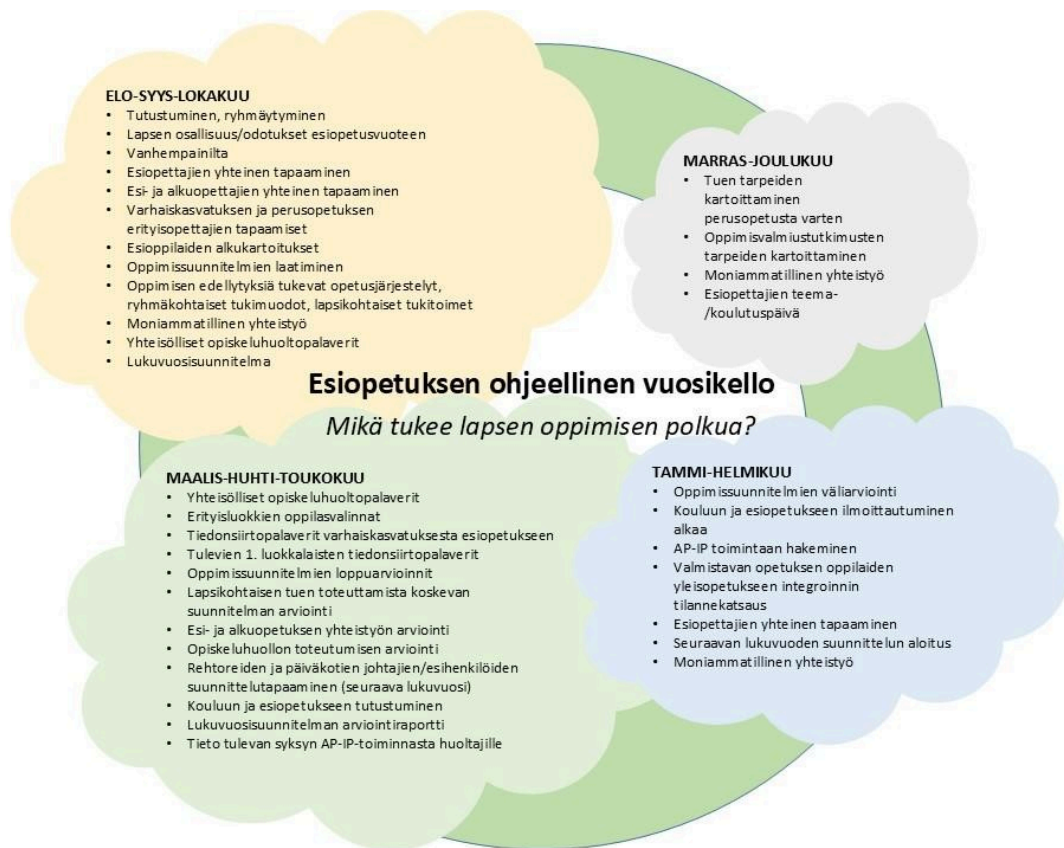 ELO-SYYS-LOKAKUU
• Tutustuminen, ryhmäytyminen
• Lapsen osallisuus/odotukset esiopetusvuoteen
• Vanhempainilta
• Esiopettajien yhteinen tapaaminen
• Esi- ja alkuopettajien yhteinen tapaaminen
• Varhaiskasvatuksen ja perusopetuksen
erityisopettajien tapaamiset
• Esioppilaiden alkukartoitukset
• Oppimissuunnitelmien laatiminen
• Oppimisen edellytyksiä tukevat opetusjärjestelyt,
ryhmäkohtaiset tukimuodot, lapsikohtaiset tukitoimet
• Moniammatillinen yhteistyö
• Yhteisölliset opiskeluhuoltopalaverit
• Lukuvuosisuunnitelma
MARRAS-JOULUKUU
• Tuen tarpeiden
kartoittaminen
perusopetusta varten
• Oppimisvalmiustutkimusten
tarpeiden kartoittaminen
• Moniammatillinen yhteistyö
• Esiopettajien teema-
/koulutuspäivä
Esiopetuksen ohjeellinen vuosikello
Mikä tukee lapsen oppimisen polkua?
TAMMI-HELMIKUU
• Oppimissuunnitelmien väliarviointi
• Kouluun ja esiopetukseen ilmoittautuminen
alkaa
• AP-IP toimintaan hakeminen
• Valmistavan opetuksen oppilaiden
yleisopetukseen integroinnin
tilannekatsaus
• Esiopettajien yhteinen tapaaminen
• Seuraavan lukuvuoden suunnittelun aloitus
• Moniammatillinen yhteistyö
MAALIS-HUHTI-TOUKOKUU
• Yhteisölliset opiskeluhuoltopalaverit
• Erityisluokkien oppilasvalinnat
• Tiedonsiirtopalaverit varhaiskasvatuksesta esiopetukseen
• Tulevien 1. luokkalaisten tiedonsiirtopalaverit
• Oppimissuunnitelmien loppuarvioinnit
• Lapsikohtaisen tuen toteuttamista koskevan
suunnitelman arviointi
• Esi- ja alkuopetuksen yhteistyön arviointi
• Opiskeluhuollon toteutumisen arviointi
• Rehtoreiden ja päiväkotien johtajien/esihenkilöiden
suunnittelutapaaminen (seuraava lukuvuosi)
• Kouluun ja esiopetukseen tutustuminen
• Lukuvuosisuunnitelman arviointiraportti
• Tieto tulevan syksyn AP-IP-toiminnasta huoltajille